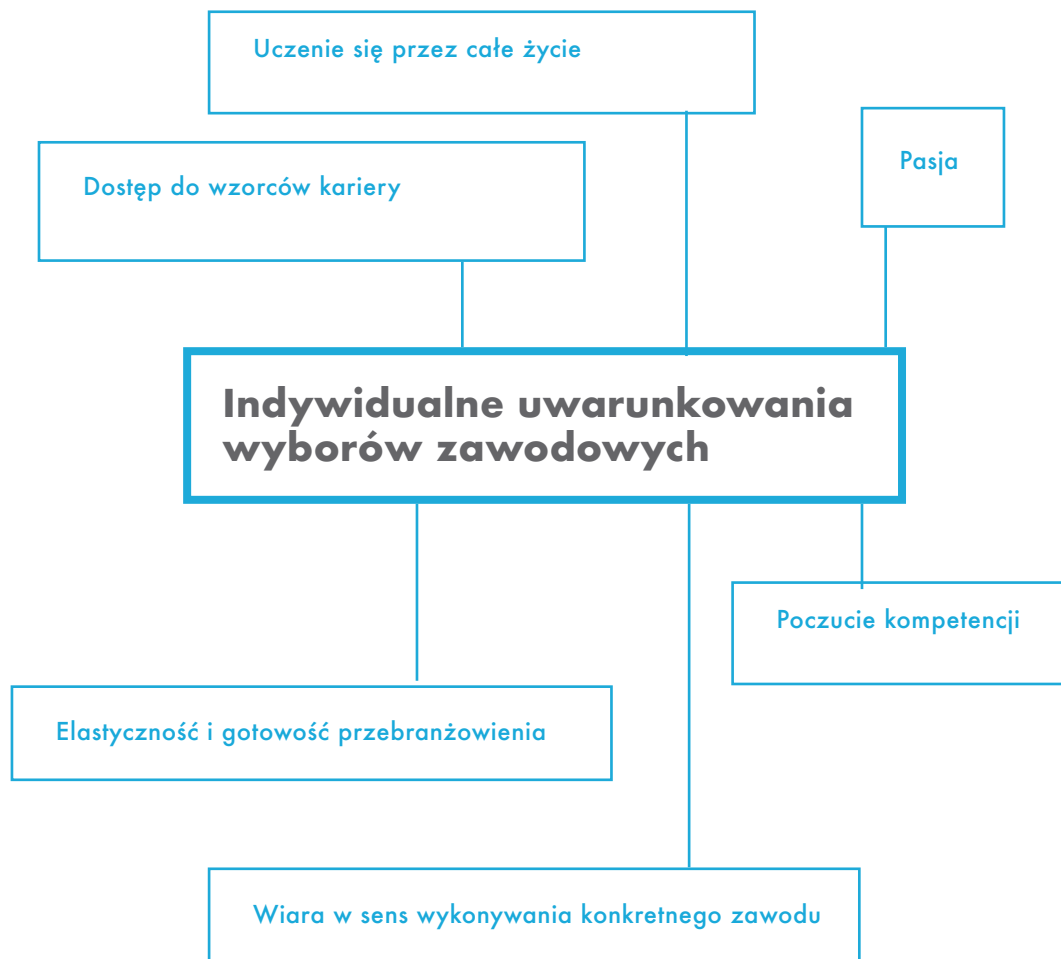 Uczenie się przez całe życie
Pasja
Dostęp do wzorców kariery
Indywidualne uwarunkowania
wyborów zawodowych
Poczucie kompetencji
Elastyczność i gotowość przebranżowienia
Wiara w sens wykonywania konkretnego zawodu